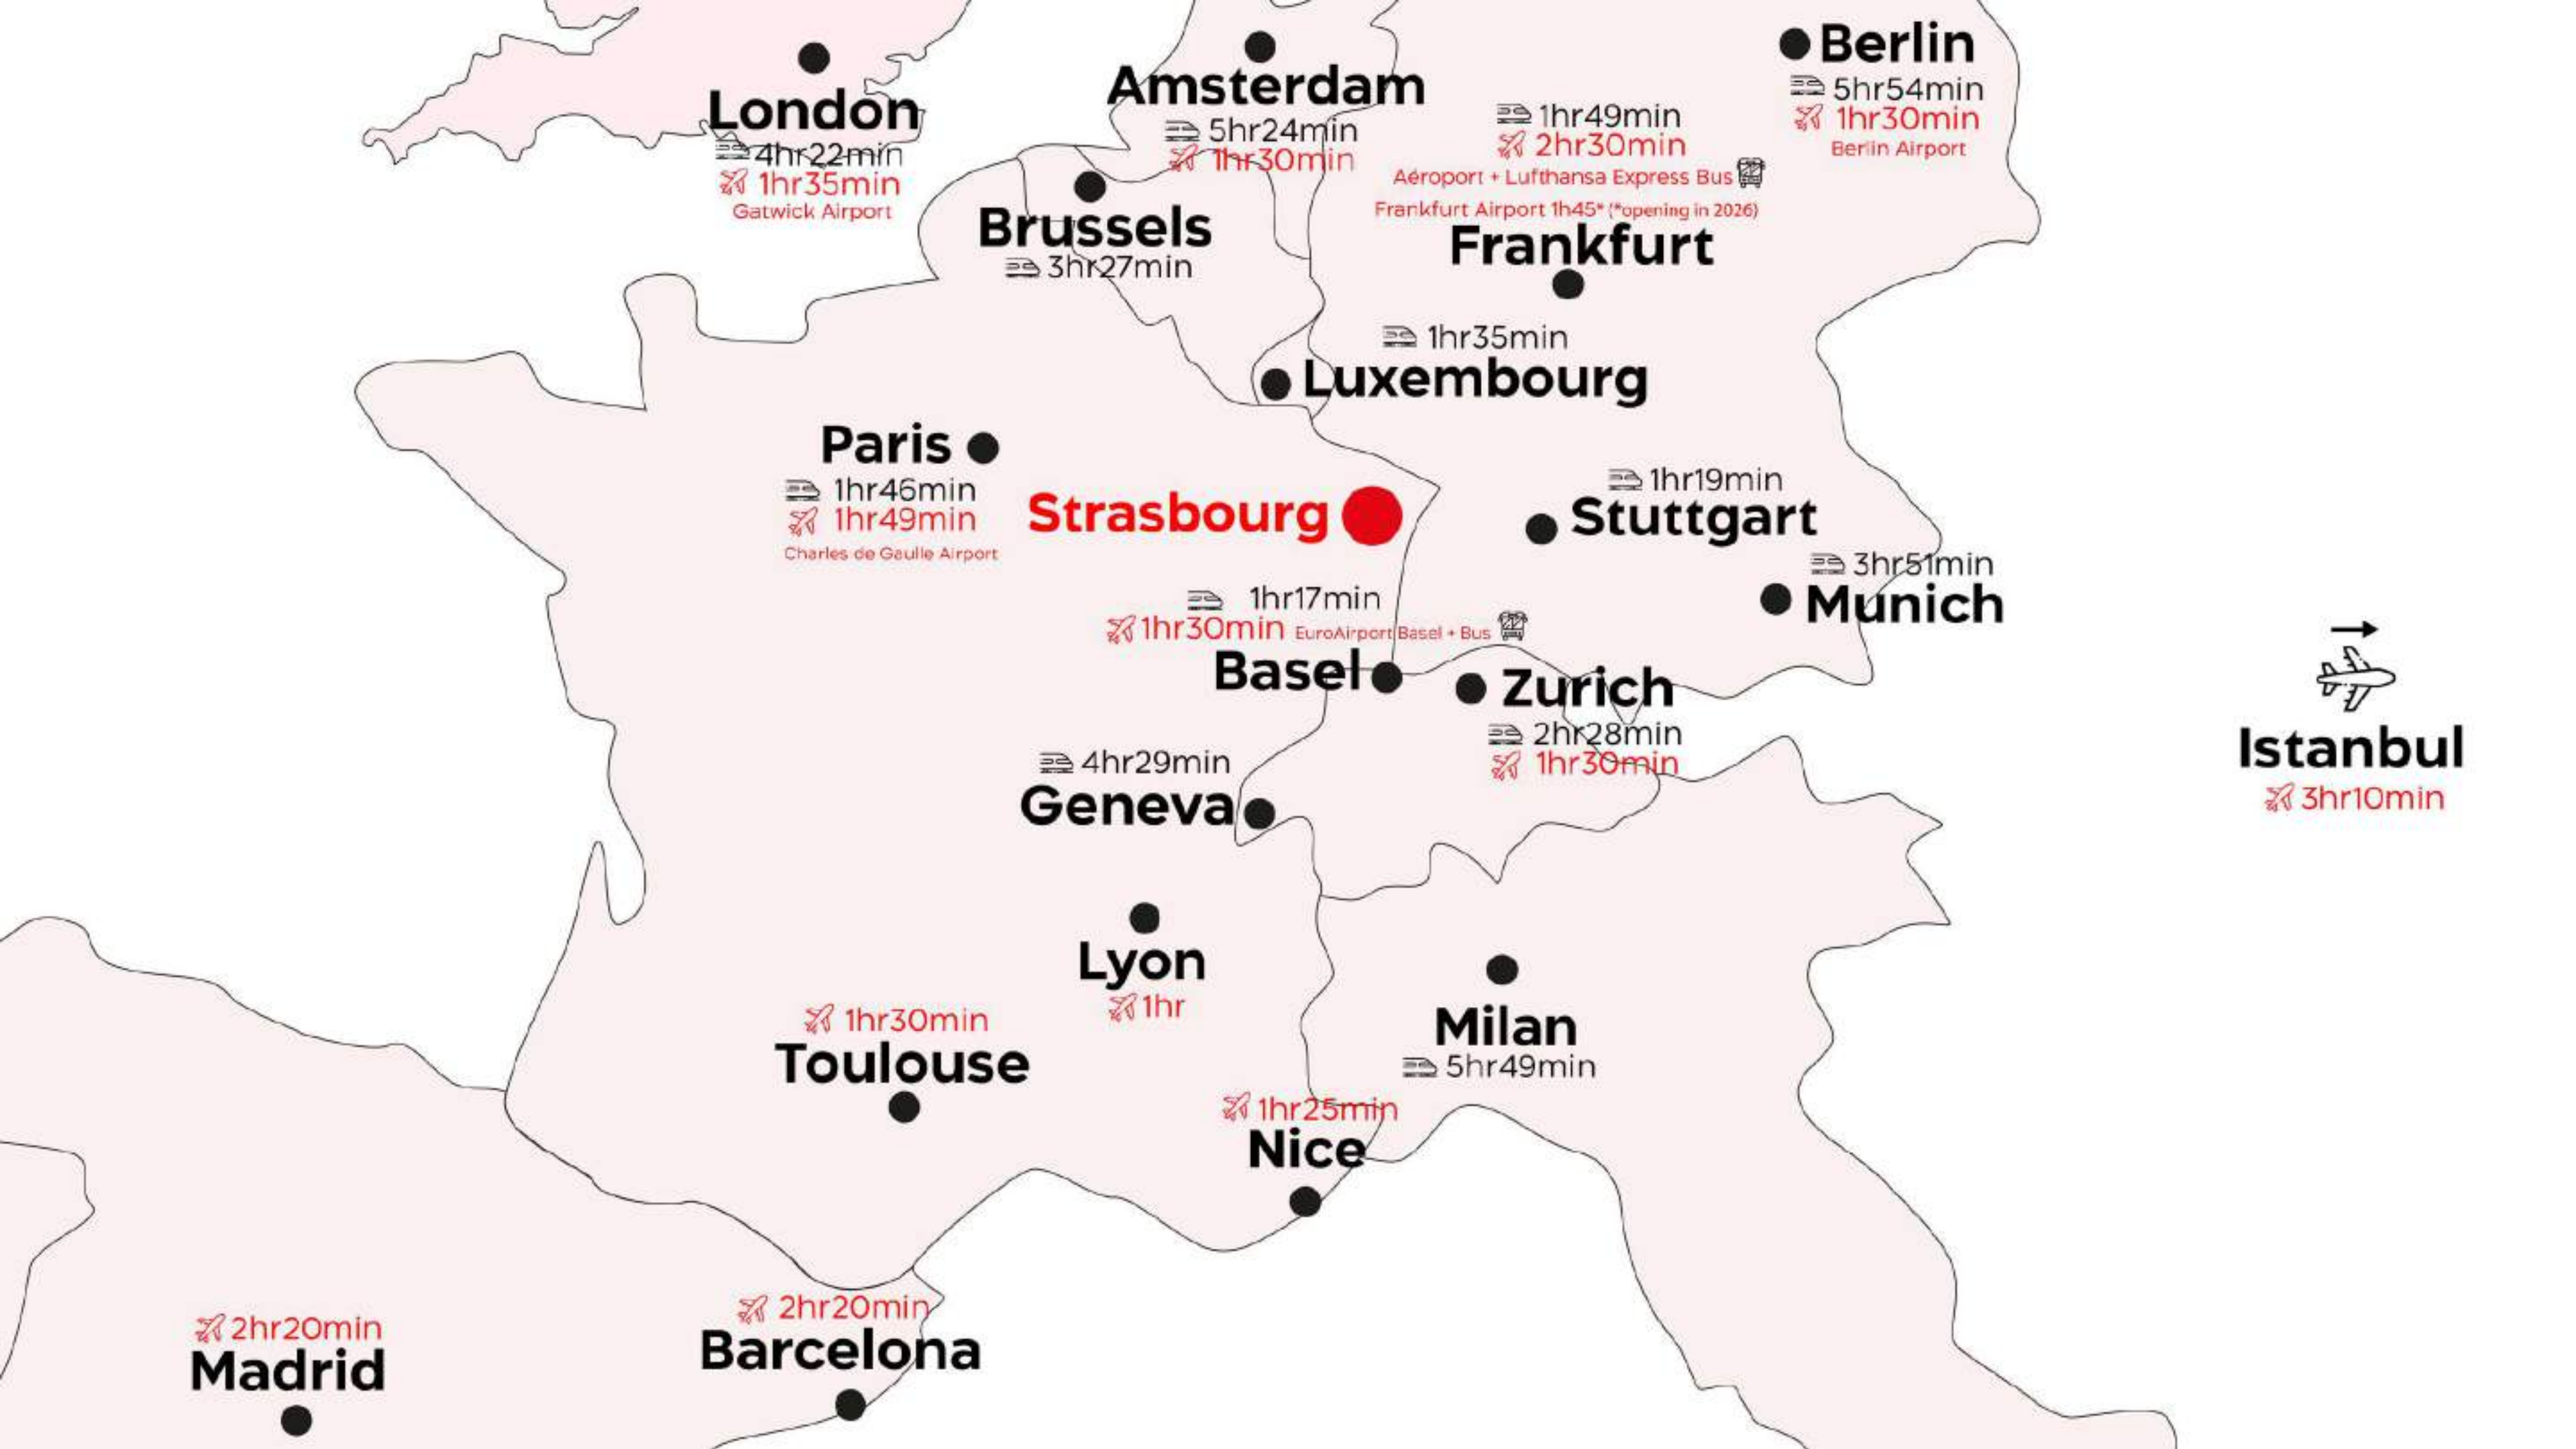 London
4hr22min
1hr35min
Gatwick Airport
Amsterdam
5hr24min
1hr30min
Berlin
5hr54min
1hr30min
Berlin Airport
Brussels
3hr27min
1hr49min
2hr30min
Aéroport + Lufthansa Express Bus
Frankfurt Airport 1h45* (*opening in 2026)
Frankfurt
1hr35min
Luxembourg
Paris
1hr46min
1hr49min
Charles de Gaulle Airport
Strasbourg
1hr19min
Stuttgart
3hr51min
Munich
1hr17min
1hr30min EuroAirport Basel + Bus
Basel
Zurich
2hr28min
1hr30min
4hr29min
Geneva
Istanbul
3hr10min
Lyon
1hr
1hr30min
Toulouse
Milan
5hr49min
1hr25min
Nice
2hr20min
Madrid
2hr20min
Barcelona